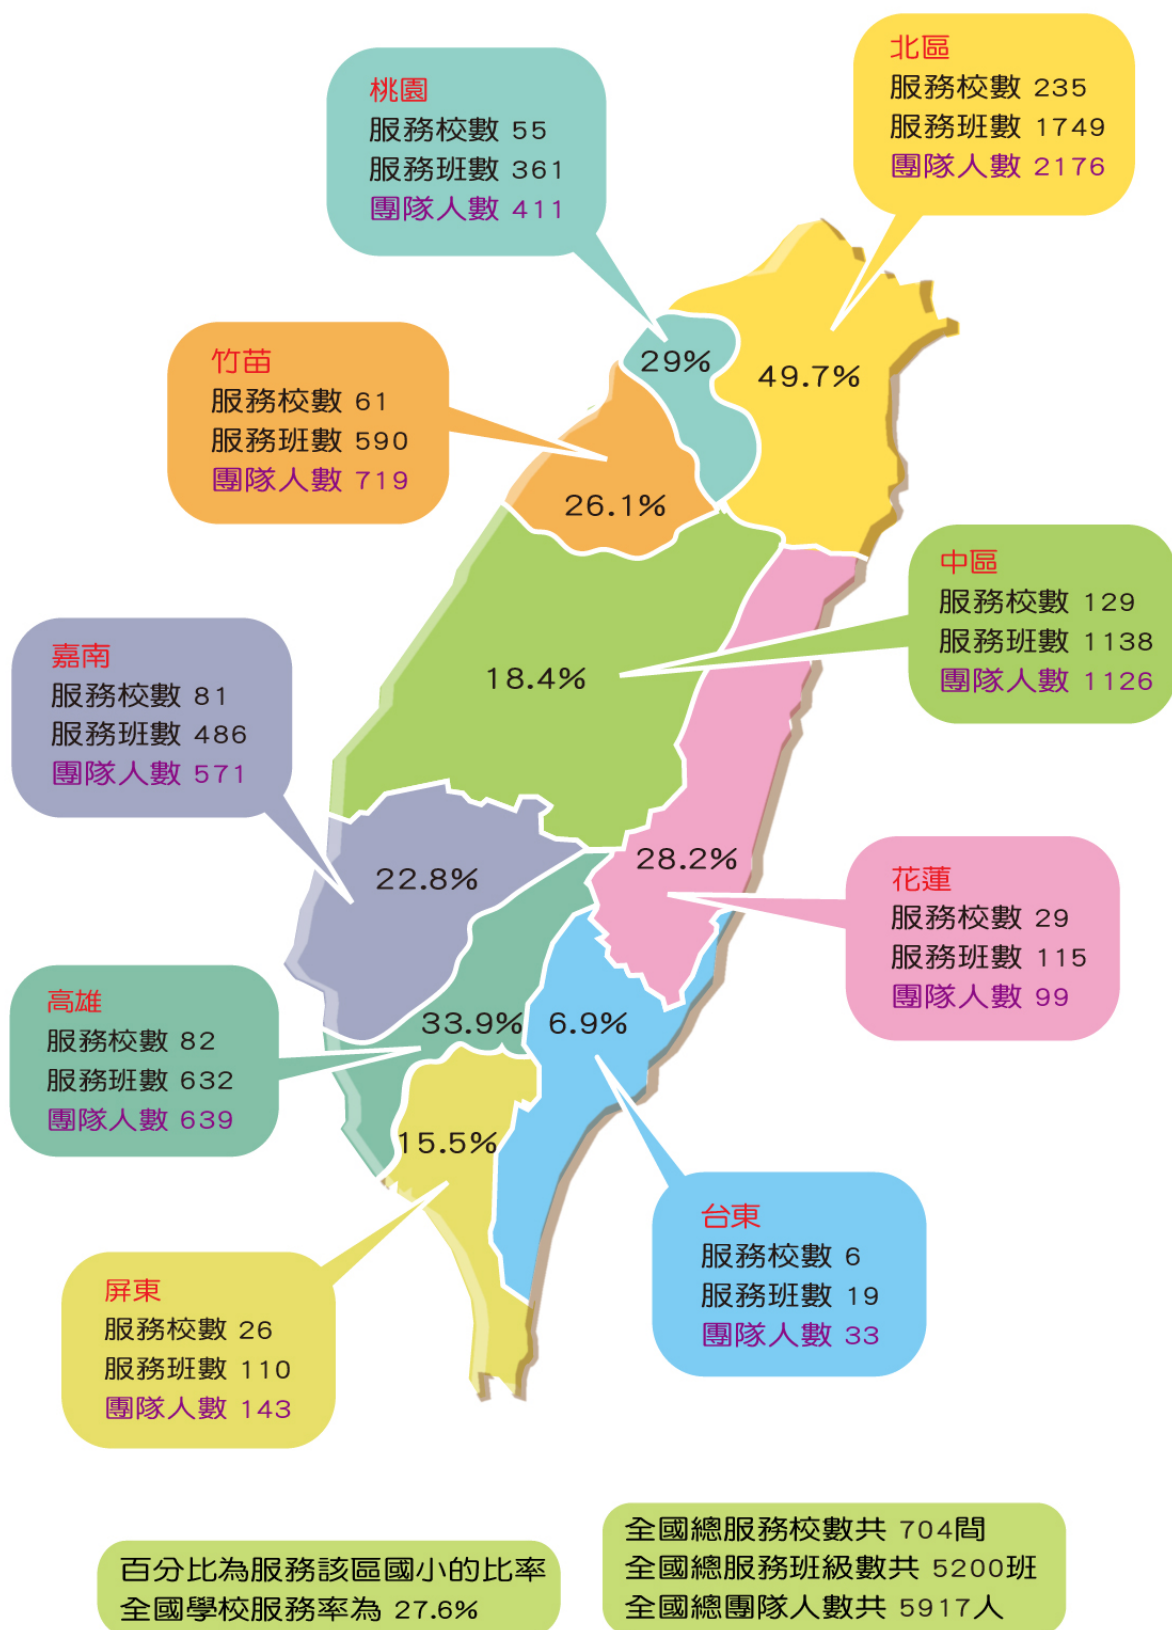 北區
服務校數 235
服務班數 1749
團隊人數 2176
桃園
服務校數 55
服務班數 361
團隊人數 411
29%
49.7%
竹苗
服務校數 61
服務班數 590
團隊人數 719
26.1%
中區
服務校數 129
服務班數 1138
團隊人數 1126
18.4%
嘉南
服務校數 81
服務班數 486
團隊人數 571
22.8%
28.2%
花蓮
服務校數 29
服務班數 115
團隊人數 99
高雄
服務校數 82
服務班數 632
團隊人數 639
33.9%
6.9%
15.5%
台東
服務校數 6
服務班數 19
團隊人數 33
屏東
服務校數 26
服務班數 110
團隊人數 143
百分比為服務該區國小的比率
全國學校服務率為 27.6%
全國總服務校數共 704間
全國總服務班級數共 5200班
全國總團隊人數共 5917人